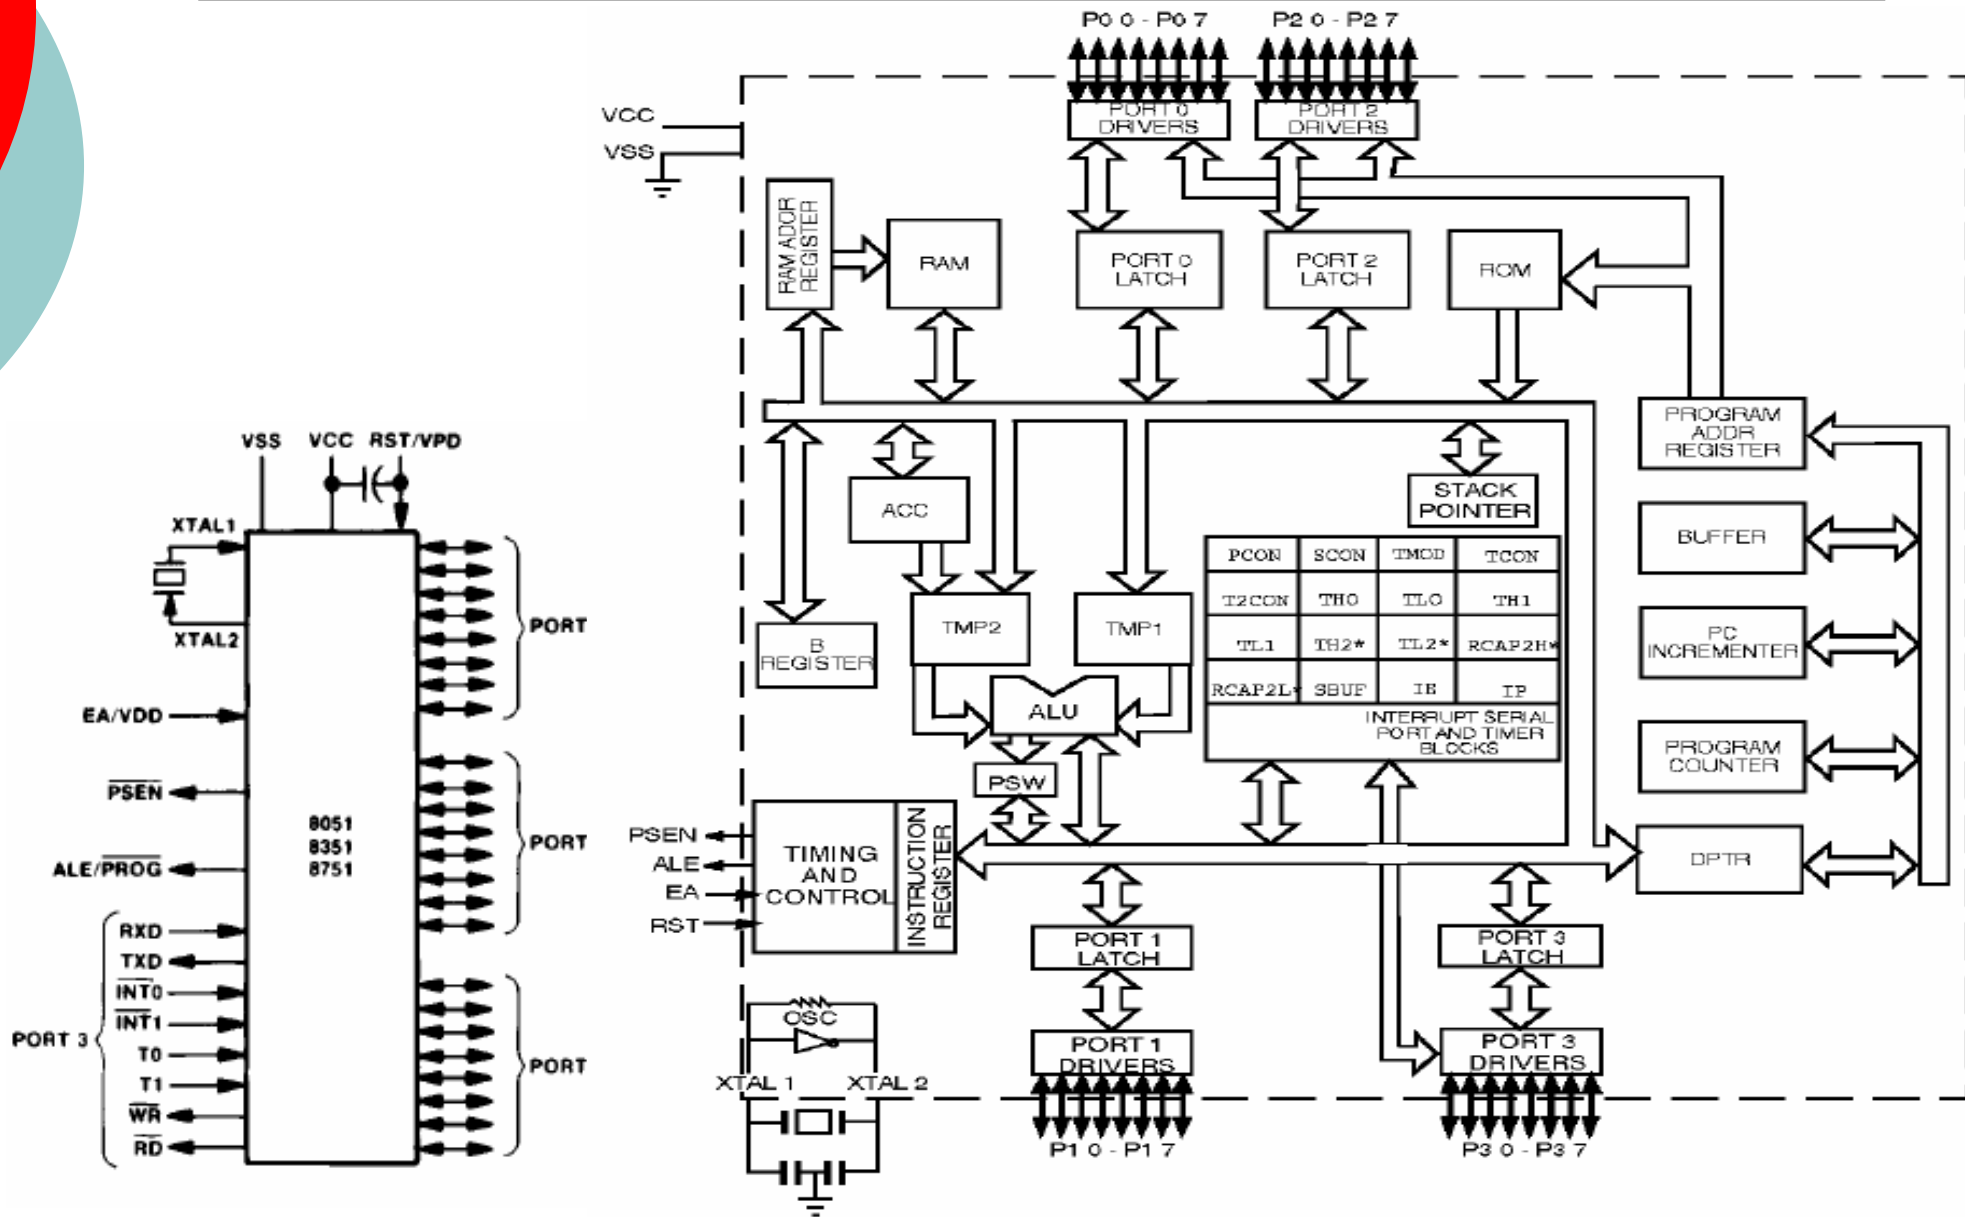 VSS VCC RST/VPD
XTAL1
XTAL2
EA/VDD
PSEN
ALE/PROG
RXD
TXD
INT0
INT1
PORT 3
T0
T1
WR
RD
8051
8351
8751
PORT
PORT
PORT
P0 0 - P0 7
P2 0 - P2 7
VCC
VSS
PORT 0
DRIVERS
PORT 2
DRIVERS
RAM ADDR
REGISTER
RAM
PORT 0
LATCH
PORT 2
LATCH
ROM
PROGRAM
ADDR
REGISTER
BUFFER
PC
INCREMENTER
PROGRAM
COUNTER
DPTR
ACC
STACK
POINTER
B
REGISTER
TMP2
TMP1
ALU
PSW
PCON SCON TMOD TCON
T2CON TH0 TL0 TH1
TL1 TH2* TL2* RCAP2H*
RCAP2L* SBUF IE IP
INTERRUPT SERIAL
PORT AND TIMER
BLOCKS
PSEN
ALE
EA
RST
TIMING
AND
CONTROL
INSTRUCTION
REGISTER
PORT 1
LATCH
PORT 3
LATCH
OSC
PORT 1
DRIVERS
PORT 3
DRIVERS
XTAL 1
XTAL 2
P1 0 - P1 7
P3 0 - P3 7